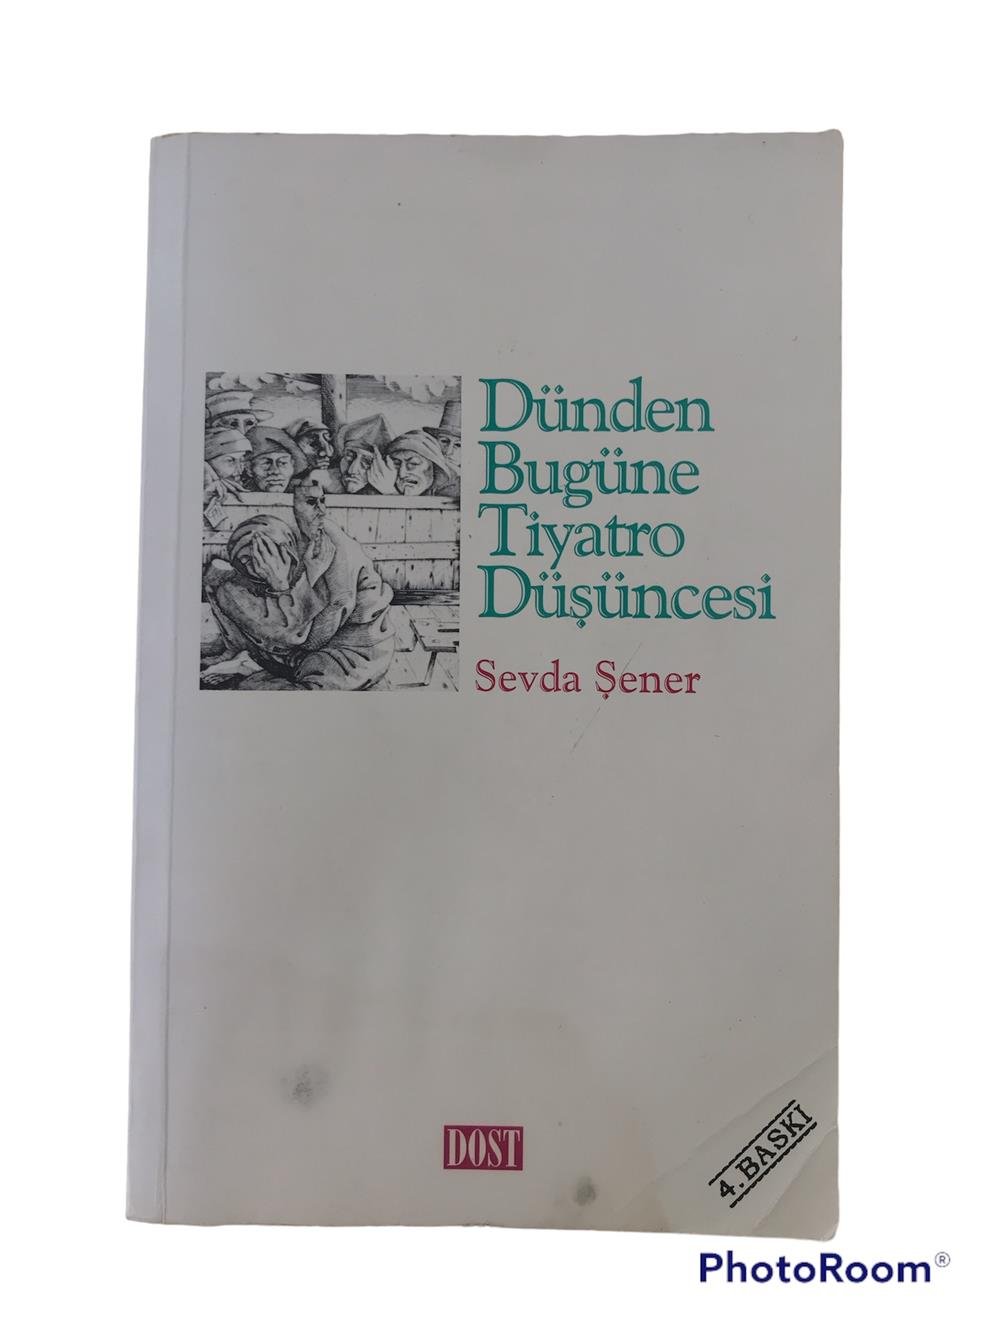 Dünden
Bugüne
Tiyatro
Düşüncesi
Sevda Şener
DOST
4. BASKI
PhotoRoom®